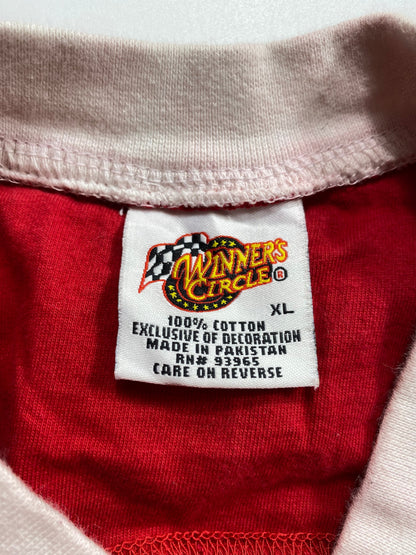 WINNER'S
CIRCLE ®
XL
100% COTTON
EXCLUSIVE OF DECORATION
MADE IN PAKISTAN
RN# 93965
CARE ON REVERSE